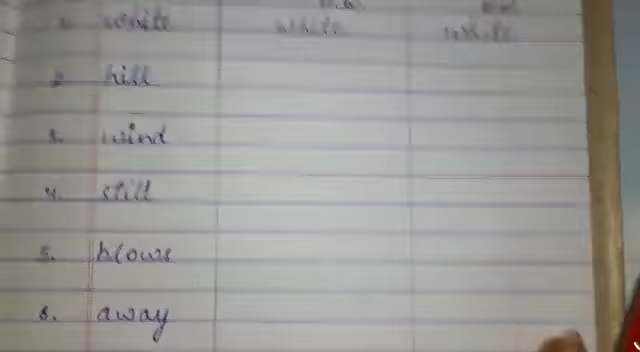 1. white white white
2. hill
3. wind
4. still
5. blows
6. away